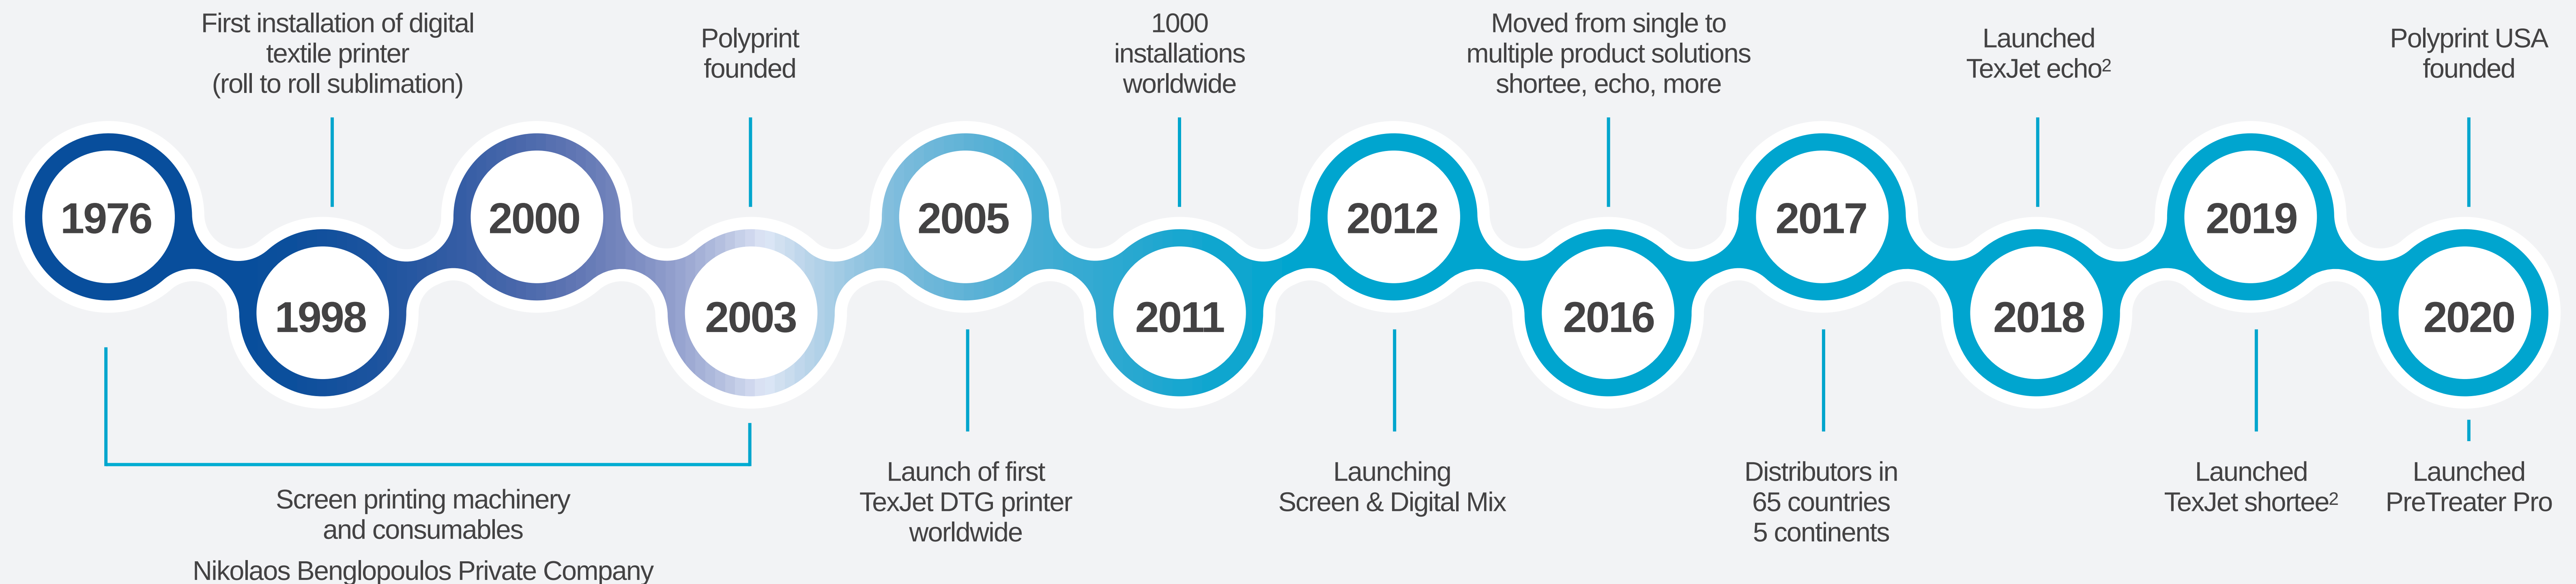 First installation of digital
textile printer
(roll to roll sublimation)
Polyprint
founded
1000
installations
worldwide
Moved from single to
multiple product solutions
shortee, echo, more
Launched
TexJet echo²
Polyprint USA
founded
1976
1998
2000
2003
2005
2011
2012
2016
2017
2018
2019
2020
Screen printing machinery
and consumables
Nikolaos Benglopoulos Private Company
Launch of first
TexJet DTG printer
worldwide
Launching
Screen & Digital Mix
Distributors in
65 countries
5 continents
Launched
TexJet shortee²
Launched
PreTreater Pro